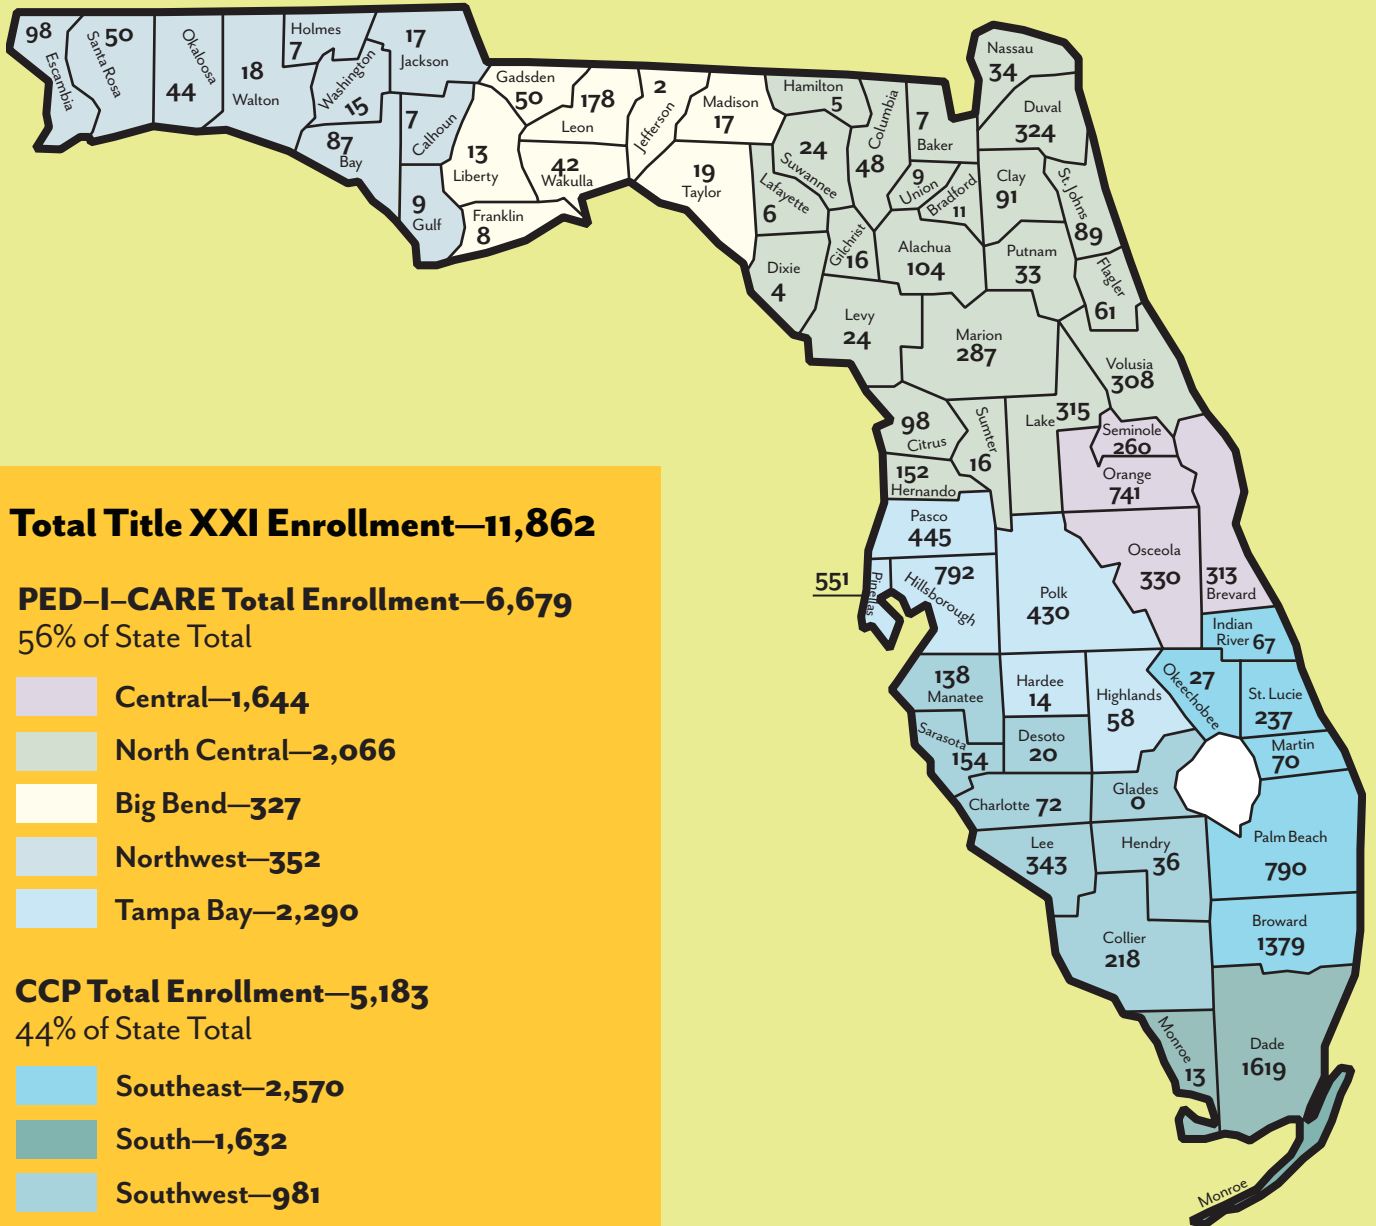 98
Escambia
Santa Rosa
50
Okaloosa
44
18
Walton
Holmes
7
Washington
15
17
Jackson
87
Bay
7
Calhoun
9
Gulf
Gadsden
50
178
Leon
2
Jefferson
Madison
17
13
Liberty
42
Wakulla
Franklin
8
19
Taylor
Hamilton
5
24
Suwannee
Columbia
48
7
Baker
Nassau
34
Duval
324
9
Union
Bradford
11
Clay
91
St. Johns
89
Lafayette
6
Gilchrist
16
Alachua
104
Putnam
33
Flagler
61
Dixie
4
Levy
24
Marion
287
Volusia
308
98
Citrus
Sumter
16
Lake 315
Seminole
260
152
Hernando
Orange
741
Pasco
445
Osceola
330
313
Brevard
551
Pinellas
792
Hillsborough
Polk
430
Indian
River 67
138
Manatee
Hardee
14
Highlands
58
27
Okeechobee
St. Lucie
237
Sarasota
154
Desoto
20
Martin
70
Charlotte 72
Glades
0
Lee
343
Hendry
36
Palm Beach
790
Collier
218
Broward
1379
Monroe
13
Dade
1619
Monroe
Total Title XXI Enrollment—11,862
PED–I–CARE Total Enrollment—6,679
56% of State Total
Central—1,644
North Central—2,066
Big Bend—327
Northwest—352
Tampa Bay—2,290
CCP Total Enrollment—5,183
44% of State Total
Southeast—2,570
South—1,632
Southwest—981